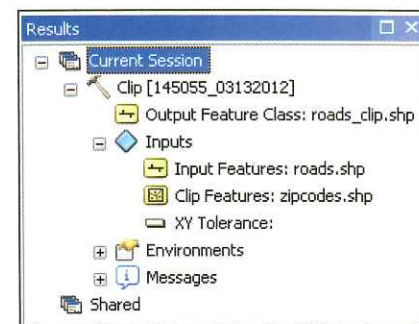 Results
Current Session
Clip [145055_03132012]
Output Feature Class: roads_clip.shp
Inputs
Input Features: roads.shp
Clip Features: zipcodes.shp
XY Tolerance:
Environments
Messages
Shared